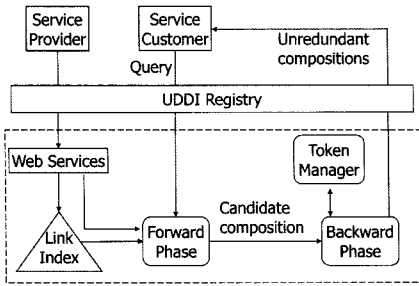 Service
Provider
Service
Customer
Unredundant
compositions
Query
UDDI Registry
Web Services
Token
Manager
Link
Index
Forward
Phase
Candidate
composition
Backward
Phase